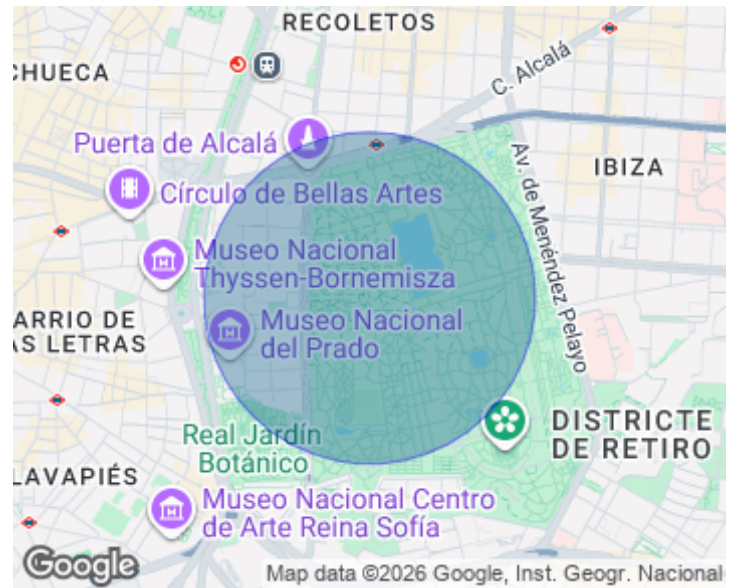 RECOLETOS
CHUECA
C. Alcalá
Puerta de Alcalá
IBIZA
Círculo de Bellas Artes
Av. de Menéndez Pelayo
Museo Nacional
Thyssen-Bornemisza
ARRIO DE
AS LETRAS
Museo Nacional
del Prado
DISTRICTE
DE RETIRO
Real Jardín
Botánico
LAVAPIÉS
Museo Nacional Centro
de Arte Reina Sofía
Google
Map data ©2026 Google, Inst. Geogr. Nacional